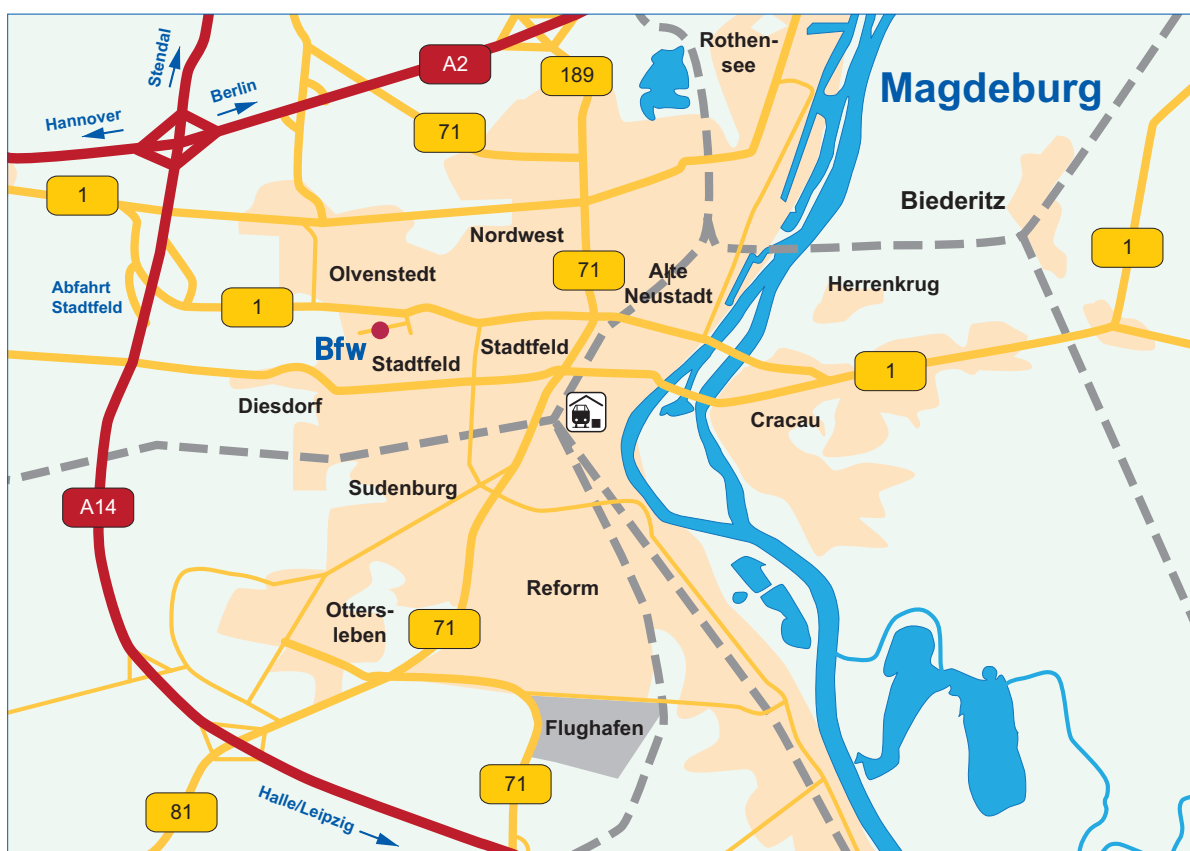 Rothen-
see
Stendal
A2
189
Magdeburg
Berlin
Hannover
71
1
Biederitz
Nordwest
1
71
Alte
Neustadt
Olvenstedt
Abfahrt
Stadtfeld
Herrenkrug
1
Bfw
Stadtfeld
Stadtfeld
1
Diesdorf
Cracau
Sudenburg
A14
Reform
Otters-
leben
71
Flughafen
71
81
Halle/Leipzig